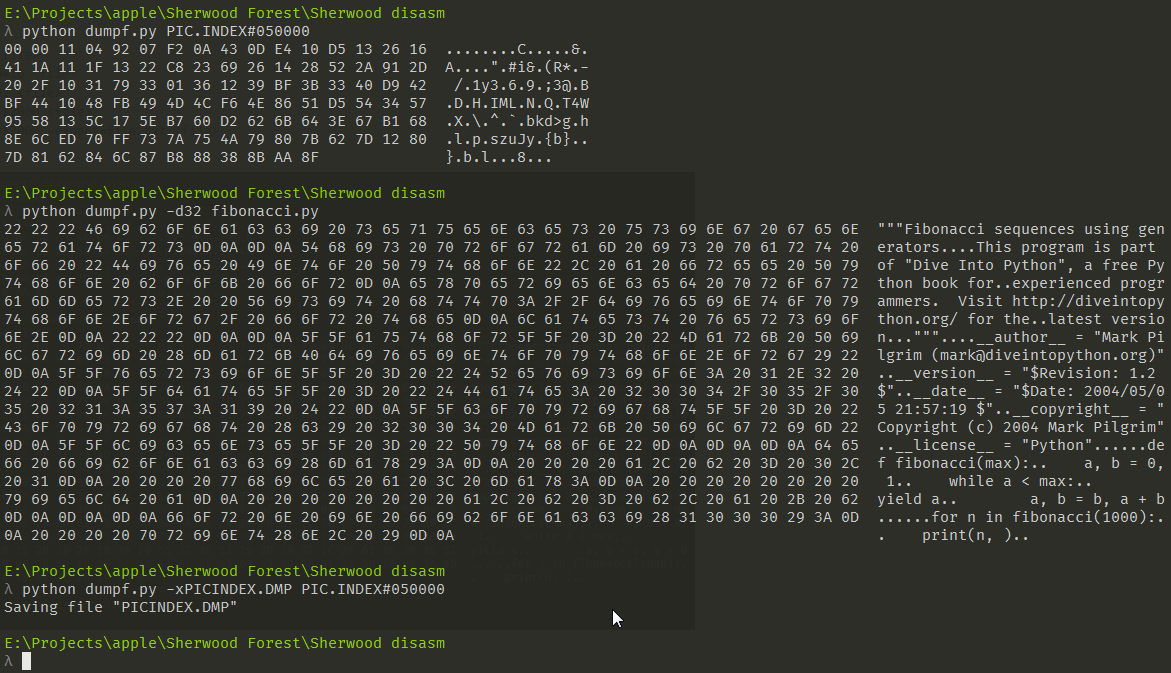 E:\Projects\apple\Sherwood Forest\Sherwood disasm
λ python dumpf.py PIC.INDEX#050000
00 00 11 04 92 07 F2 0A 43 0D E4 10 D5 13 26 16  ........C.....&.
41 1A 11 1F 13 22 C8 23 69 26 14 28 52 2A 91 2D  A....".#i&.(R*.-
20 2F 10 31 79 33 01 36 12 39 BF 3B 33 40 D9 42   /.1y3.6.9.;3@.B
BF 44 10 48 FB 49 4D 4C F6 4E 86 51 D5 54 34 57  .D.H.IML.N.Q.T4W
95 58 13 5C 17 5E B7 60 D2 62 6B 64 3E 67 B1 68  .X.\.^.`.bkd>g.h
8E 6C ED 70 FF 73 7A 75 4A 79 80 7B 62 7D 12 80  .l.p.szuJy.{b}..
7D 81 62 84 6C 87 B8 88 38 8B AA 8F  }.b.l...8...
E:\Projects\apple\Sherwood Forest\Sherwood disasm
λ python dumpf.py -d32 fibonacci.py
22 22 22 46 69 62 6F 6E 61 63 63 69 20 73 65 71 75 65 6E 63 65 73 20 75 73 69 6E 67 20 67 65 6E  """Fibonacci sequences using gen
65 72 61 74 6F 72 73 0D 0A 0D 0A 54 68 69 73 20 70 72 6F 67 72 61 6D 20 69 73 20 70 61 72 74 20  erators....This program is part
6F 66 20 22 44 69 76 65 20 49 6E 74 6F 20 50 79 74 68 6F 6E 22 2C 20 61 20 66 72 65 65 20 50 79  of "Dive Into Python", a free Py
74 68 6F 6E 20 62 6F 6F 6B 20 66 6F 72 0D 0A 65 78 70 65 72 69 65 6E 63 65 64 20 70 72 6F 67 72  thon book for..experienced progr
61 6D 6D 65 72 73 2E 20 20 56 69 73 69 74 20 68 74 74 70 3A 2F 2F 64 69 76 65 69 6E 74 6F 70 79  ammers.  Visit http://diveintopy
74 68 6F 6E 2E 6F 72 67 2F 20 66 6F 72 20 74 68 65 0D 0A 6C 61 74 65 73 74 20 76 65 72 73 69 6F  thon.org/ for the..latest versio
6E 2E 0D 0A 22 22 22 0D 0A 0D 0A 5F 5F 61 75 74 68 6F 72 5F 5F 20 3D 20 22 4D 61 72 6B 20 50 69  n..."""....__author__ = "Mark Pi
6C 67 72 69 6D 20 28 6D 61 72 6B 40 64 69 76 65 69 6E 74 6F 70 79 74 68 6F 6E 2E 6F 72 67 29 22  lgrim (mark@diveintopython.org)"
0D 0A 5F 5F 76 65 72 73 69 6F 6E 5F 5F 20 3D 20 22 24 52 65 76 69 73 69 6F 6E 3A 20 31 2E 32 20  ..__version__ = "$Revision: 1.2
24 22 0D 0A 5F 5F 64 61 74 65 5F 5F 20 3D 20 22 24 44 61 74 65 3A 20 32 30 30 34 2F 30 35 2F 30  $"..__date__ = "$Date: 2004/05/0
35 20 32 31 3A 35 37 3A 31 39 20 24 22 0D 0A 5F 5F 63 6F 70 79 72 69 67 68 74 5F 5F 20 3D 20 22  5 21:57:19 $"..__copyright__ = "
43 6F 70 79 72 69 67 68 74 20 28 63 29 20 32 30 30 34 20 4D 61 72 6B 20 50 69 6C 67 72 69 6D 22  Copyright (c) 2004 Mark Pilgrim"
0D 0A 5F 5F 6C 69 63 65 6E 73 65 5F 5F 20 3D 20 22 50 79 74 68 6F 6E 22 0D 0A 0D 0A 0D 0A 64 65  ..__license__ = "Python"......de
66 20 66 69 62 6F 6E 61 63 63 69 28 6D 61 78 29 3A 0D 0A 20 20 20 20 61 2C 20 62 20 3D 20 30 2C  f fibonacci(max):..    a, b = 0,
20 31 0D 0A 20 20 20 20 77 68 69 6C 65 20 61 20 3C 20 6D 61 78 3A 0D 0A 20 20 20 20 20 20 20 20   1..    while a < max:..
79 69 65 6C 64 20 61 0D 0A 20 20 20 20 20 20 20 20 61 2C 20 62 20 3D 20 62 2C 20 61 20 2B 20 62  yield a..        a, b = b, a + b
0D 0A 0D 0A 0D 0A 66 6F 72 20 6E 20 69 6E 20 66 69 62 6F 6E 61 63 63 69 28 31 30 30 30 29 3A 0D  ......for n in fibonacci(1000):.
0A 20 20 20 20 70 72 69 6E 74 28 6E 2C 20 29 0D 0A  .    print(n, )..
E:\Projects\apple\Sherwood Forest\Sherwood disasm
λ python dumpf.py -xPICINDEX.DMP PIC.INDEX#050000
Saving file "PICINDEX.DMP"
E:\Projects\apple\Sherwood Forest\Sherwood disasm
λ